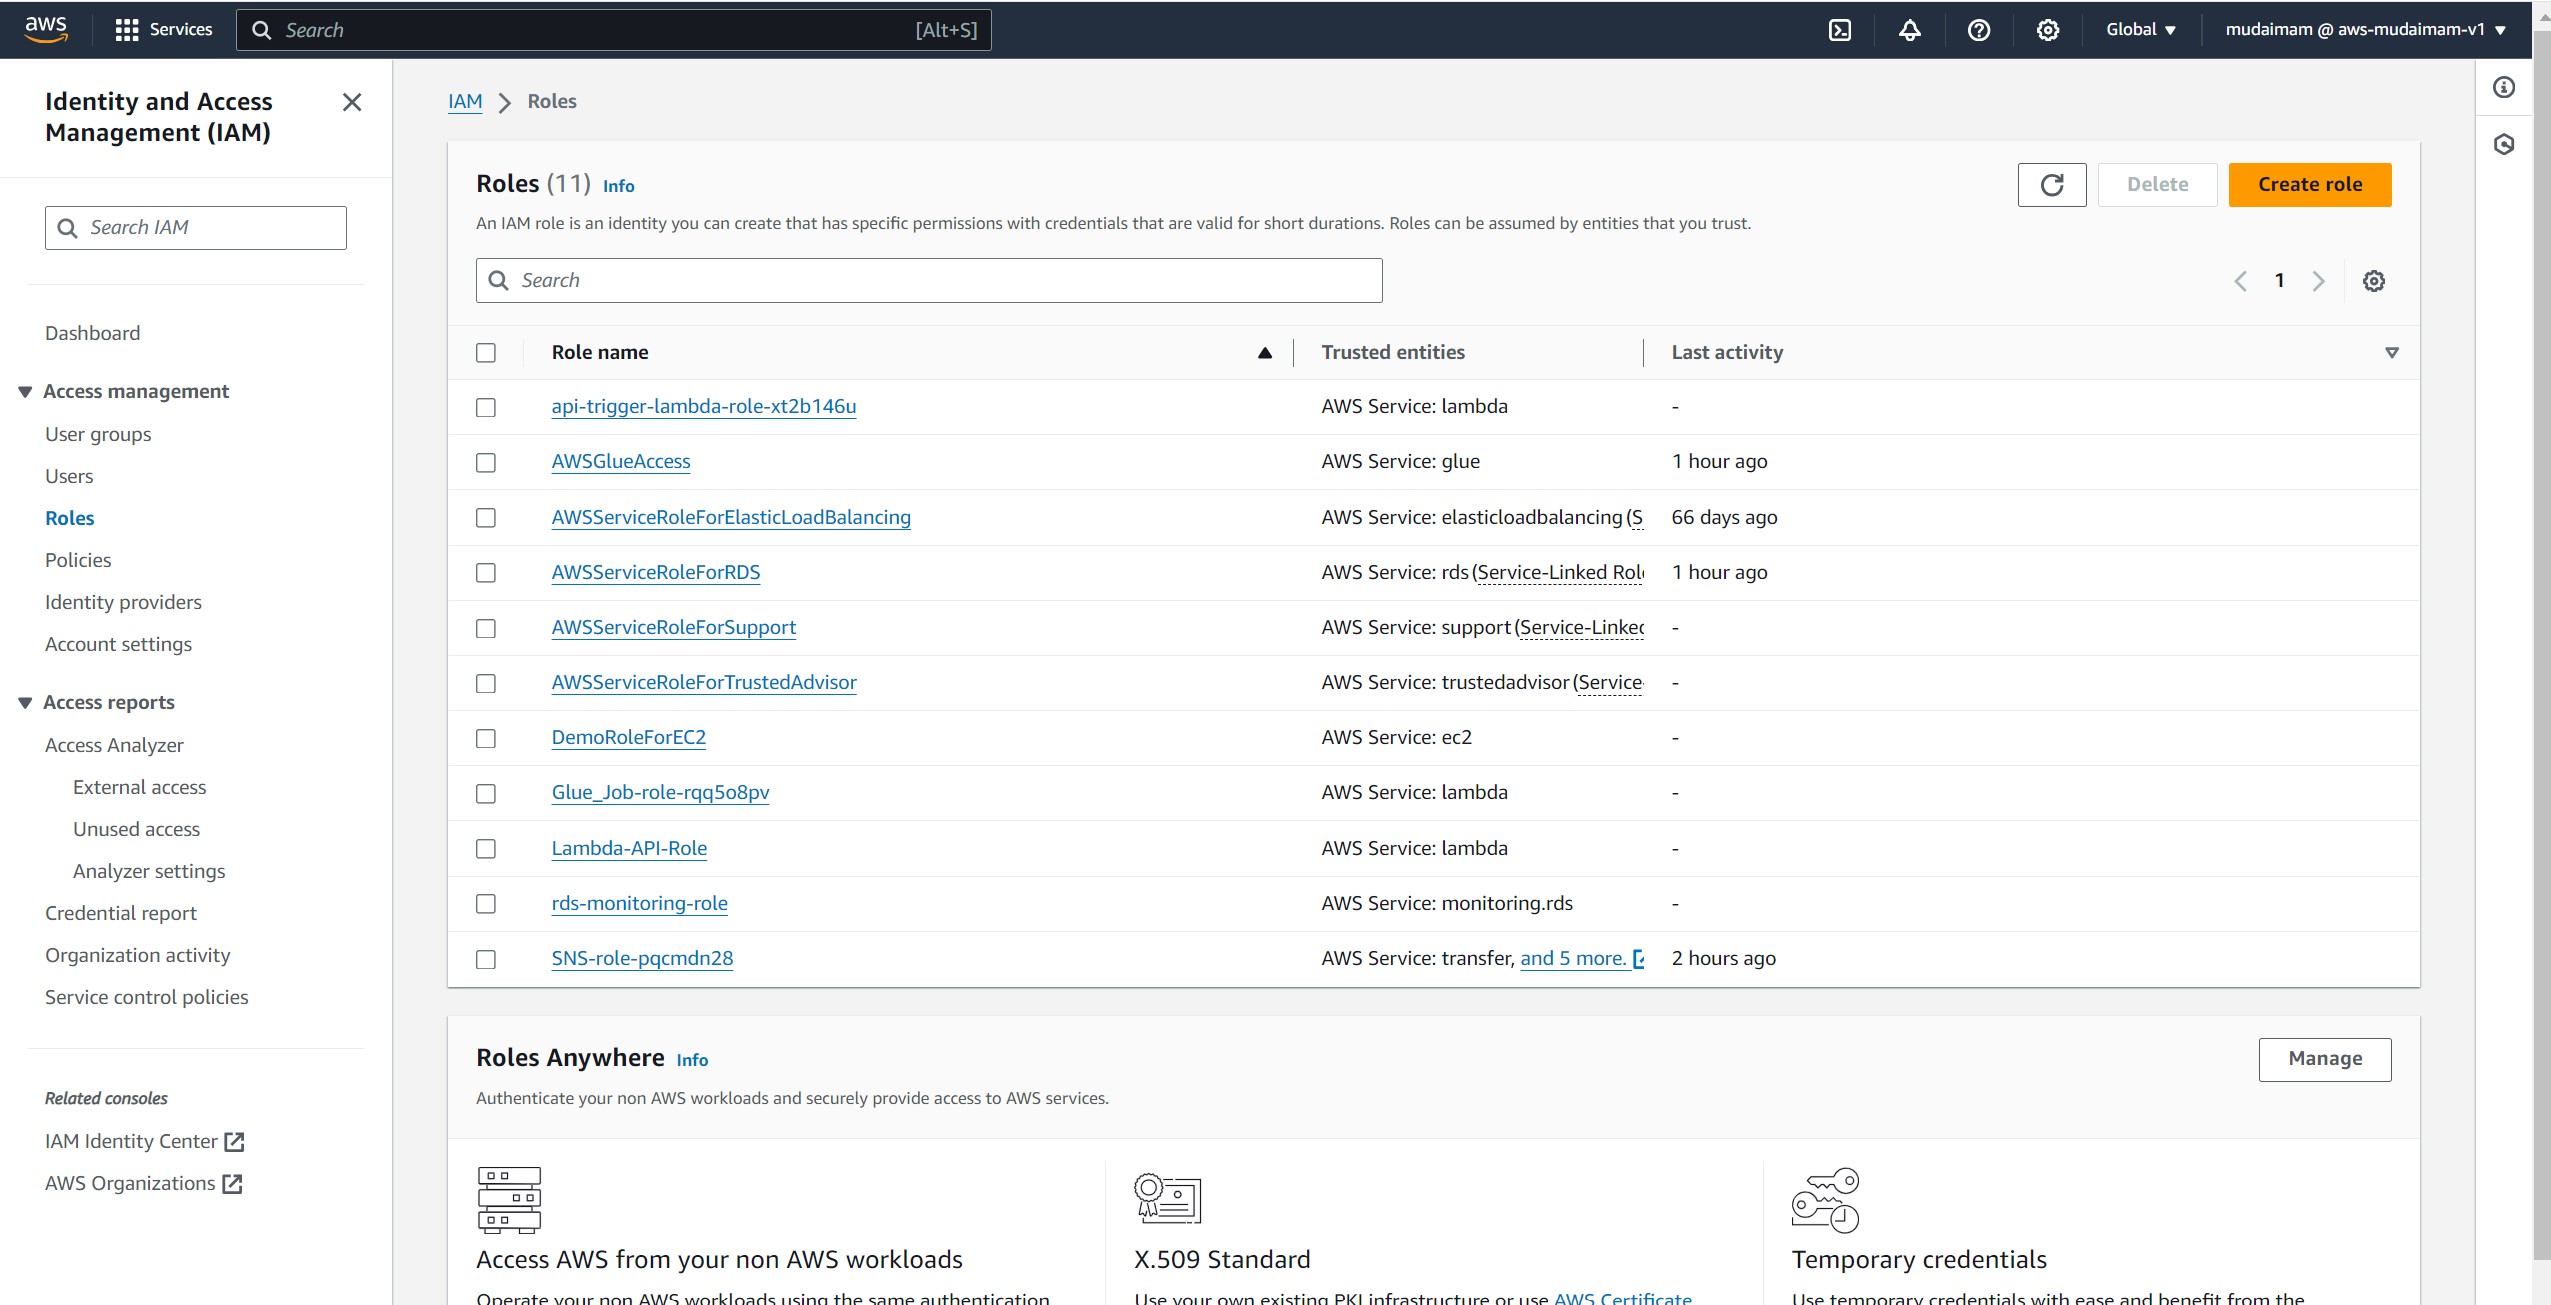 aws
Services
Search [Alt+S]
Global
mudaimam @ aws-mudaimam-v1
Identity and Access
Management (IAM)
Search IAM
Dashboard
Access management
User groups
Users
Roles
Policies
Identity providers
Account settings
Access reports
Access Analyzer
External access
Unused access
Analyzer settings
Credential report
Organization activity
Service control policies
Related consoles
IAM Identity Center
AWS Organizations
IAM > Roles
Roles (11) Info
Delete
Create role
An IAM role is an identity you can create that has specific permissions with credentials that are valid for short durations. Roles can be assumed by entities that you trust.
Search
1
Role name Trusted entities Last activity
api-trigger-lambda-role-xt2b146u AWS Service: lambda -
AWSGlueAccess AWS Service: glue 1 hour ago
AWSServiceRoleForElasticLoadBalancing AWS Service: elasticloadbalancing (S 66 days ago
AWSServiceRoleForRDS AWS Service: rds (Service-Linked Role 1 hour ago
AWSServiceRoleForSupport AWS Service: support (Service-Linked -
AWSServiceRoleForTrustedAdvisor AWS Service: trustedadvisor (Service- -
DemoRoleForEC2 AWS Service: ec2 -
Glue_Job-role-rqq5o8pv AWS Service: lambda -
Lambda-API-Role AWS Service: lambda -
rds-monitoring-role AWS Service: monitoring.rds -
SNS-role-pqcmdn28 AWS Service: transfer, and 5 more. 2 hours ago
Roles Anywhere Info
Manage
Authenticate your non AWS workloads and securely provide access to AWS services.
Access AWS from your non AWS workloads
Operate your non AWS workloads using the same authentication
X.509 Standard
Use your own existing PKI infrastructure or use AWS Certificate
Temporary credentials
Use temporary credentials with ease and benefit from the